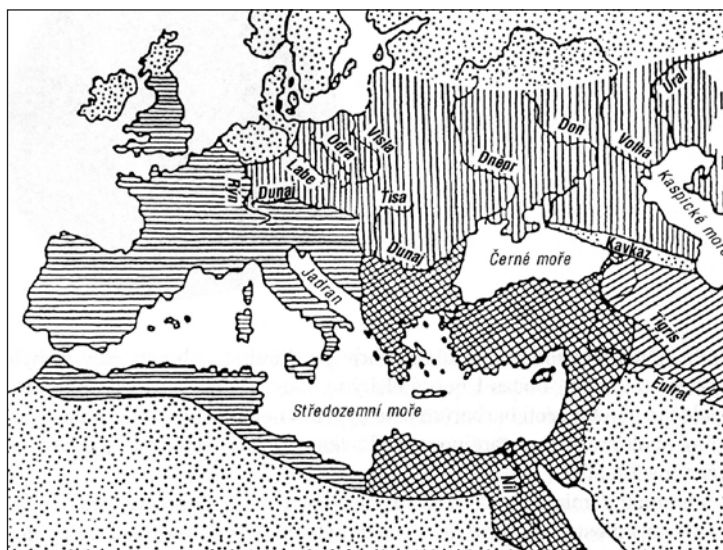 Ural
Visla
Odra
Don
Volha
Labe
Dněpr
Rýn
Dunaj
Tisa
Kaspické moře
Dunaj
Kavkaz
Černé moře
Jadran
Tigris
Eufrat
Středozemní moře
Nil